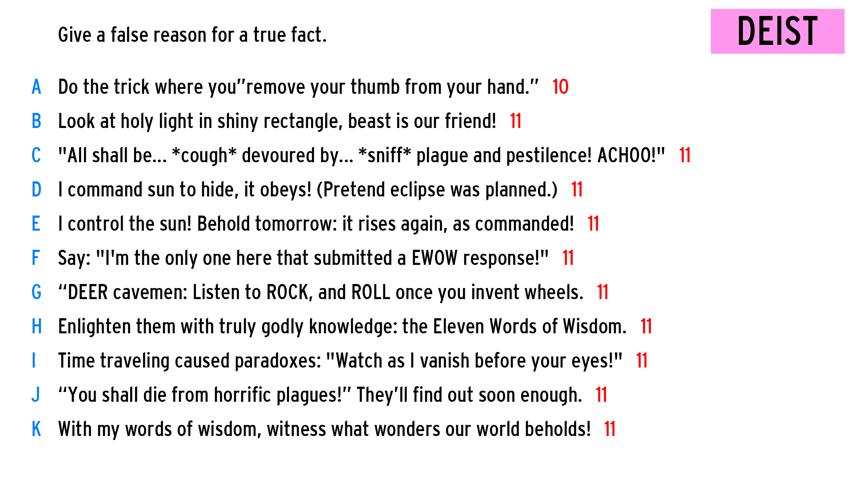 Give a false reason for a true fact.
DEIST
A Do the trick where you”remove your thumb from your hand.” 10
B Look at holy light in shiny rectangle, beast is our friend! 11
C "All shall be... *cough* devoured by... *sniff* plague and pestilence! ACHOO!" 11
D I command sun to hide, it obeys! (Pretend eclipse was planned.) 11
E I control the sun! Behold tomorrow: it rises again, as commanded! 11
F Say: "I'm the only one here that submitted a EWOW response!" 11
G “DEER cavemen: Listen to ROCK, and ROLL once you invent wheels. 11
H Enlighten them with truly godly knowledge: the Eleven Words of Wisdom. 11
I Time traveling caused paradoxes: "Watch as I vanish before your eyes!" 11
J “You shall die from horrific plagues!” They’ll find out soon enough. 11
K With my words of wisdom, witness what wonders our world beholds! 11